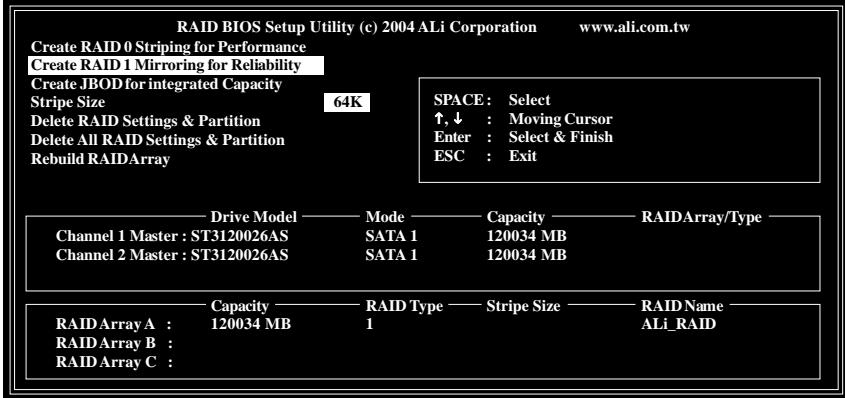 RAID BIOS Setup Utility (c) 2004 ALi Corporation www.ali.com.tw
Create RAID 0 Striping for Performance
Create RAID 1 Mirroring for Reliability
Create JBOD for integrated Capacity
Stripe Size 64K
Delete RAID Settings & Partition
Delete All RAID Settings & Partition
Rebuild RAID Array
SPACE : Select
↑, ↓ : Moving Cursor
Enter : Select & Finish
ESC : Exit
Drive Model Mode Capacity RAID Array/Type
Channel 1 Master : ST3120026AS SATA 1 120034 MB
Channel 2 Master : ST3120026AS SATA 1 120034 MB
Capacity RAID Type Stripe Size RAID Name
RAID Array A : 120034 MB 1 ALi_RAID
RAID Array B :
RAID Array C :